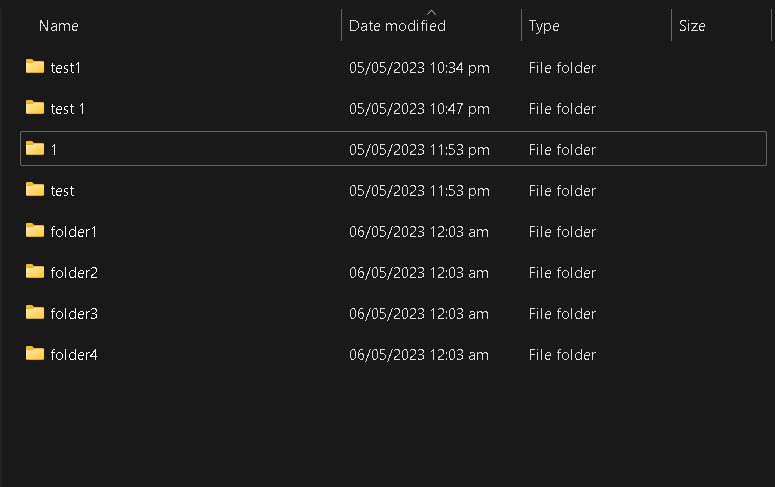 Name Date modified Type Size
test1 05/05/2023 10:34 pm File folder
test 1 05/05/2023 10:47 pm File folder
1 05/05/2023 11:53 pm File folder
test 05/05/2023 11:53 pm File folder
folder1 06/05/2023 12:03 am File folder
folder2 06/05/2023 12:03 am File folder
folder3 06/05/2023 12:03 am File folder
folder4 06/05/2023 12:03 am File folder